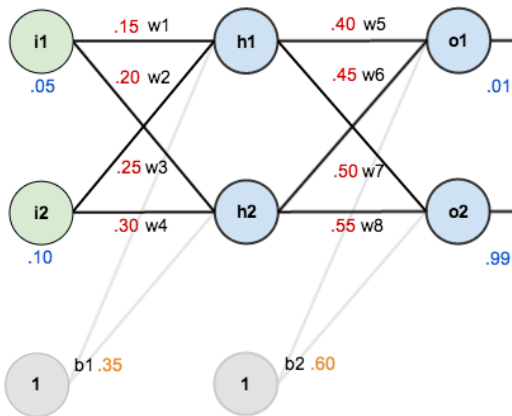 .15 w1
.40 w5
i1
h1
o1
.20 w2
.45 w6
.05
.01
.25 w3
.50 w7
i2
h2
o2
.30 w4
.55 w8
.10
.99
b1 .35
b2 .60
1
1